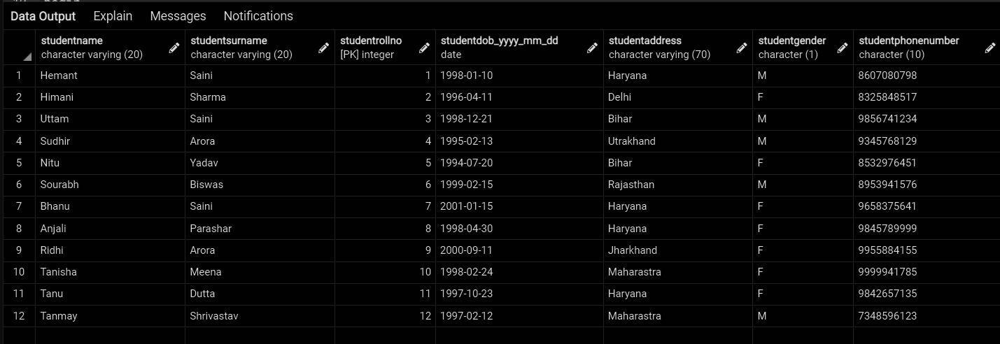 Data Output Explain Messages Notifications
studentname studentsurname studentrollno studentdob_yyyy_mm_dd studentaddress studentgender studentphonenumber
character varying (20) character varying (20) [PK] integer date character varying (70) character (1) character (10)
1 Hemant Saini 1 1998-01-10 Haryana M 8607080798
2 Himani Sharma 2 1996-04-11 Delhi F 8325848517
3 Uttam Saini 3 1998-12-21 Bihar M 9856741234
4 Sudhir Arora 4 1995-02-13 Utrakhand M 9345768129
5 Nitu Yadav 5 1994-07-20 Bihar F 8532976451
6 Sourabh Biswas 6 1999-02-15 Rajasthan M 8953941576
7 Bhanu Saini 7 2001-01-15 Haryana F 9658375641
8 Anjali Parashar 8 1998-04-30 Haryana F 9845789999
9 Ridhi Arora 9 2000-09-11 Jharkhand F 9955884155
10 Tanisha Meena 10 1998-02-24 Maharastra F 9999941785
11 Tanu Dutta 11 1997-10-23 Haryana F 9842657135
12 Tanmay Shrivastav 12 1997-02-12 Maharastra M 7348596123